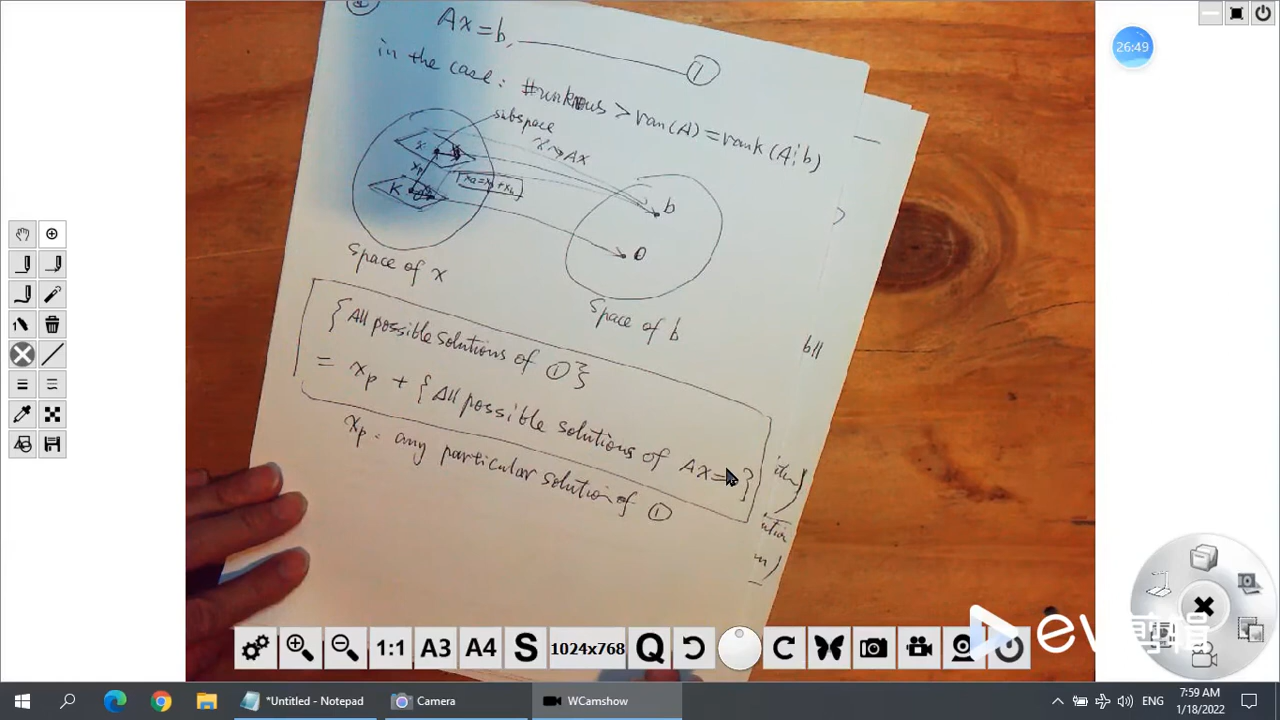 26:49
Ax=b, ①
in the case: #unknowns > ran(A)=rank(A¦b)
subspace
x→Ax
x
xp
K
b
0
Space of x
Space of b
{All possible solutions of ①}
= xp + {All possible solutions of Ax=
xp. any particular solution of ①
1:1
A3
A4
S
1024x768
Q
*Untitled - Notepad
Camera
WCamshow
ENG
7:59 AM
1/18/2022